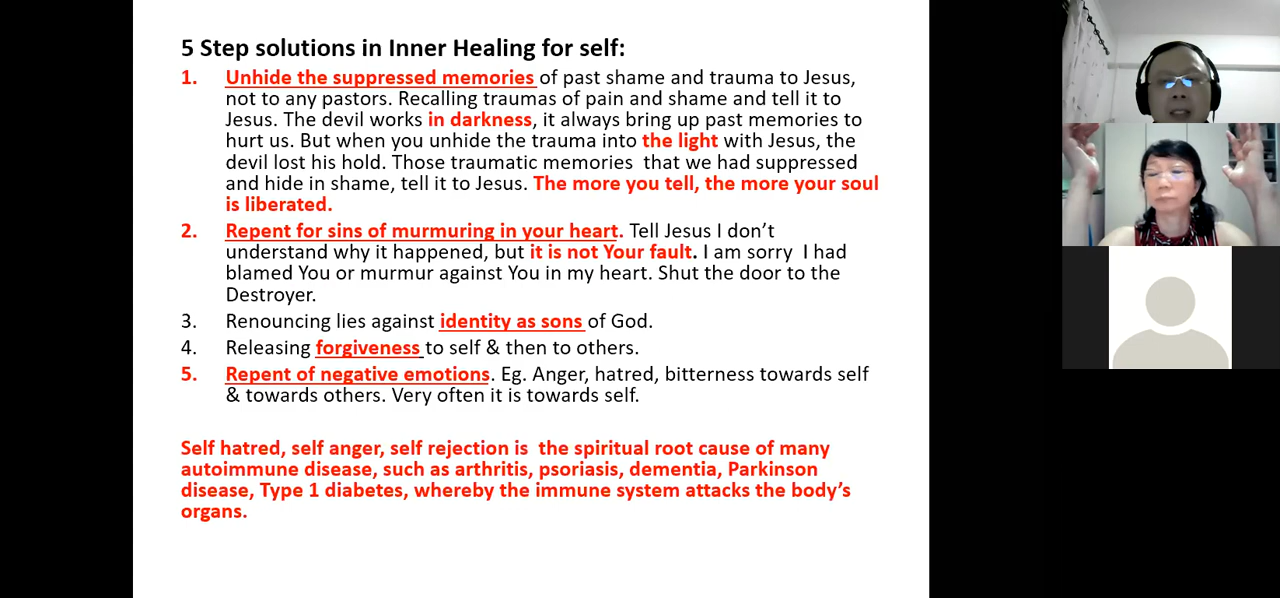 5 Step solutions in Inner Healing for self:
1. Unhide the suppressed memories of past shame and trauma to Jesus,
not to any pastors. Recalling traumas of pain and shame and tell it to
Jesus. The devil works in darkness, it always bring up past memories to
hurt us. But when you unhide the trauma into the light with Jesus, the
devil lost his hold. Those traumatic memories that we had suppressed
and hide in shame, tell it to Jesus. The more you tell, the more your soul
is liberated.
2. Repent for sins of murmuring in your heart. Tell Jesus I don’t
understand why it happened, but it is not Your fault. I am sorry I had
blamed You or murmur against You in my heart. Shut the door to the
Destroyer.
3. Renouncing lies against identity as sons of God.
4. Releasing forgiveness to self & then to others.
5. Repent of negative emotions. Eg. Anger, hatred, bitterness towards self
& towards others. Very often it is towards self.
Self hatred, self anger, self rejection is the spiritual root cause of many
autoimmune disease, such as arthritis, psoriasis, dementia, Parkinson
disease, Type 1 diabetes, whereby the immune system attacks the body’s
organs.